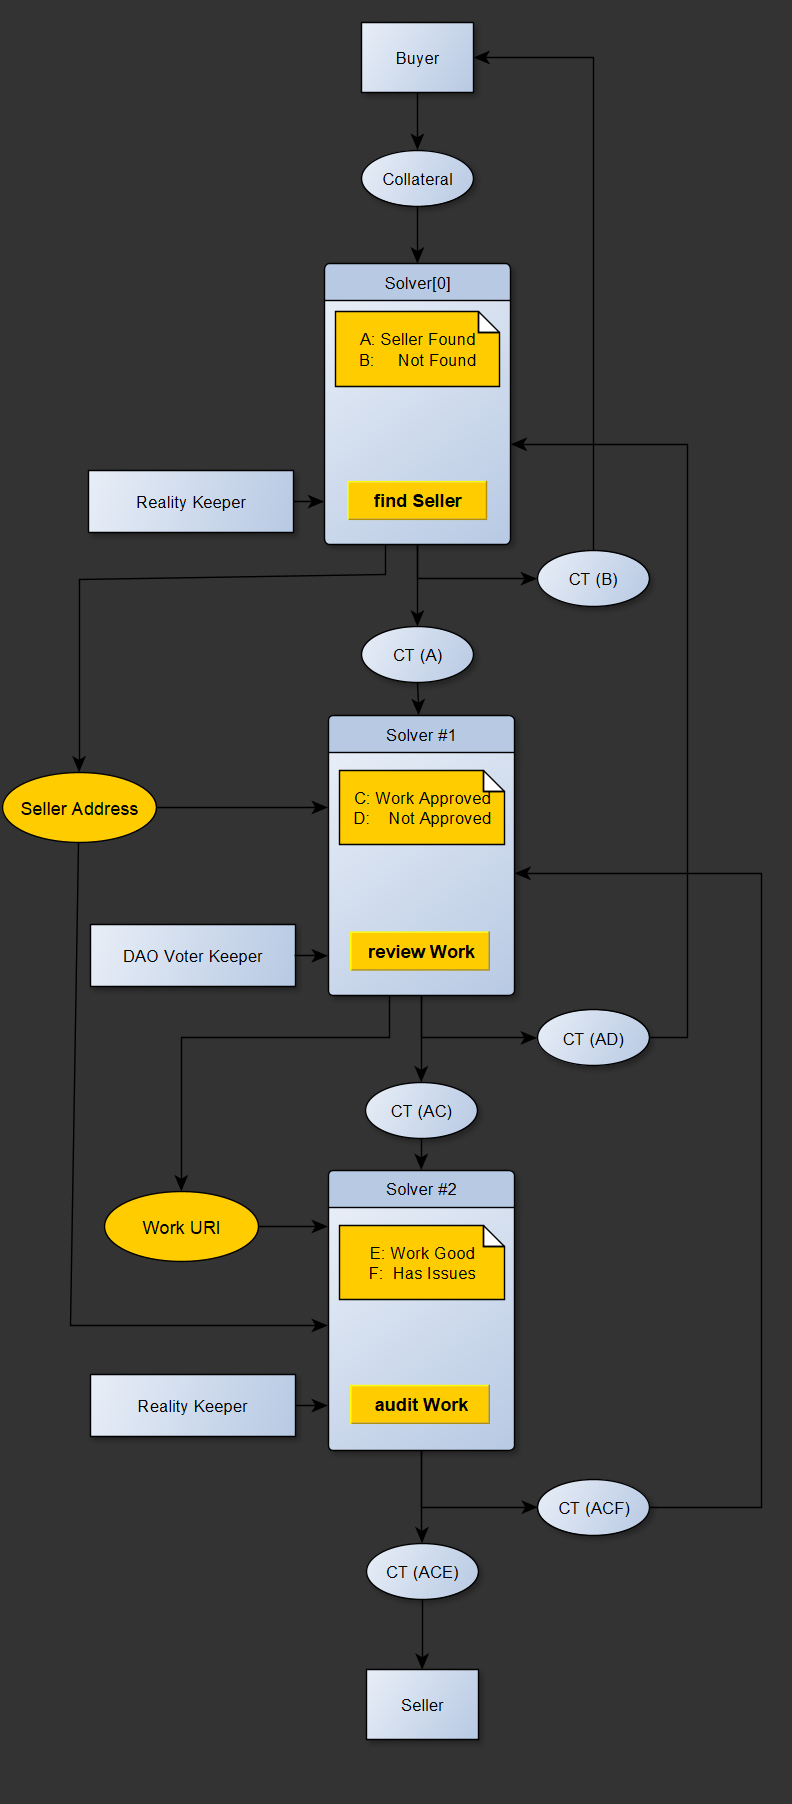 Buyer
Collateral
Solver[0]
A: Seller Found
B: Not Found
Reality Keeper
find Seller
CT (B)
CT (A)
Solver #1
C: Work Approved
D: Not Approved
Seller Address
DAO Voter Keeper
review Work
CT (AD)
CT (AC)
Solver #2
Work URI
E: Work Good
F: Has Issues
Reality Keeper
audit Work
CT (ACF)
CT (ACE)
Seller